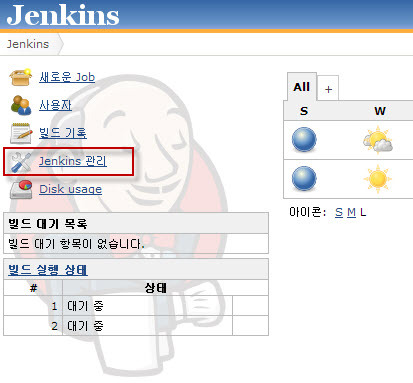 Jenkins
Jenkins
새로운 Job
사용자
빌드 기록
Jenkins 관리
Disk usage
빌드 대기 목록
빌드 대기 항목이 없습니다.
빌드 실행 상태
# 상태
1 대기 중
2 대기 중
All +
S W
아이콘: S M L